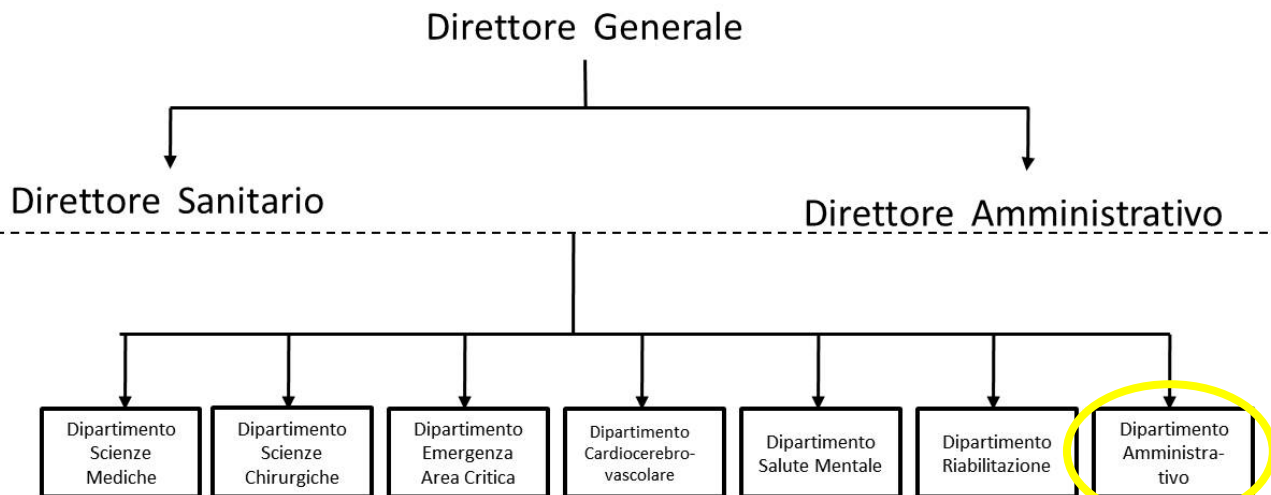 Direttore Generale
Direttore Sanitario
Direttore Amministrativo
Dipartimento
Scienze
Mediche
Dipartimento
Scienze
Chirurgiche
Dipartimento
Emergenza
Area Critica
Dipartimento
Cardiocerebro-
vascolare
Dipartimento
Salute Mentale
Dipartimento
Riabilitazione
Dipartimento
Amministra-
tivo